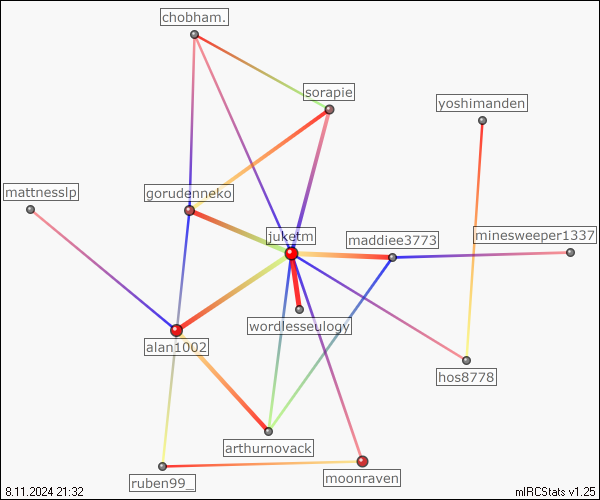 chobham.
sorapie
yoshimanden
mattnesslp
gorudenneko
juketm
maddiee3773
minesweeper1337
wordlesseulogy
alan1002
hos8778
arthurnovack
ruben99_
moonraven
8.11.2024 21:32
mIRCStats v1.25